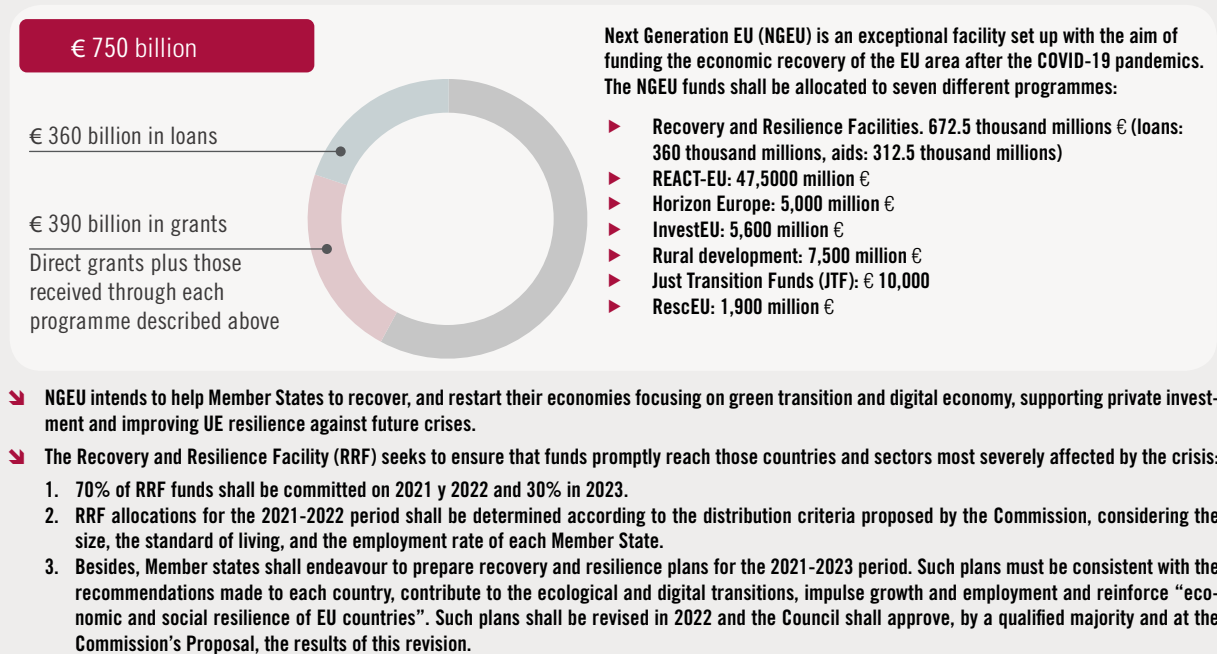 € 750 billion
€ 360 billion in loans
€ 390 billion in grants
Direct grants plus those
received through each
programme described above
Next Generation EU (NGEU) is an exceptional facility set up with the aim of
funding the economic recovery of the EU area after the COVID-19 pandemics.
The NGEU funds shall be allocated to seven different programmes:
▶ Recovery and Resilience Facilities. 672.5 thousand millions € (loans:
360 thousand millions, aids: 312.5 thousand millions)
▶ REACT-EU: 47,5000 million €
▶ Horizon Europe: 5,000 million €
▶ InvestEU: 5,600 million €
▶ Rural development: 7,500 million €
▶ Just Transition Funds (JTF): € 10,000
▶ RescEU: 1,900 million €
NGEU intends to help Member States to recover, and restart their economies focusing on green transition and digital economy, supporting private invest-
ment and improving UE resilience against future crises.
The Recovery and Resilience Facility (RRF) seeks to ensure that funds promptly reach those countries and sectors most severely affected by the crisis:
1. 70% of RRF funds shall be committed on 2021 y 2022 and 30% in 2023.
2. RRF allocations for the 2021-2022 period shall be determined according to the distribution criteria proposed by the Commission, considering the
size, the standard of living, and the employment rate of each Member State.
3. Besides, Member states shall endeavour to prepare recovery and resilience plans for the 2021-2023 period. Such plans must be consistent with the
recommendations made to each country, contribute to the ecological and digital transitions, impulse growth and employment and reinforce “eco-
nomic and social resilience of EU countries”. Such plans shall be revised in 2022 and the Council shall approve, by a qualified majority and at the
Commission’s Proposal, the results of this revision.